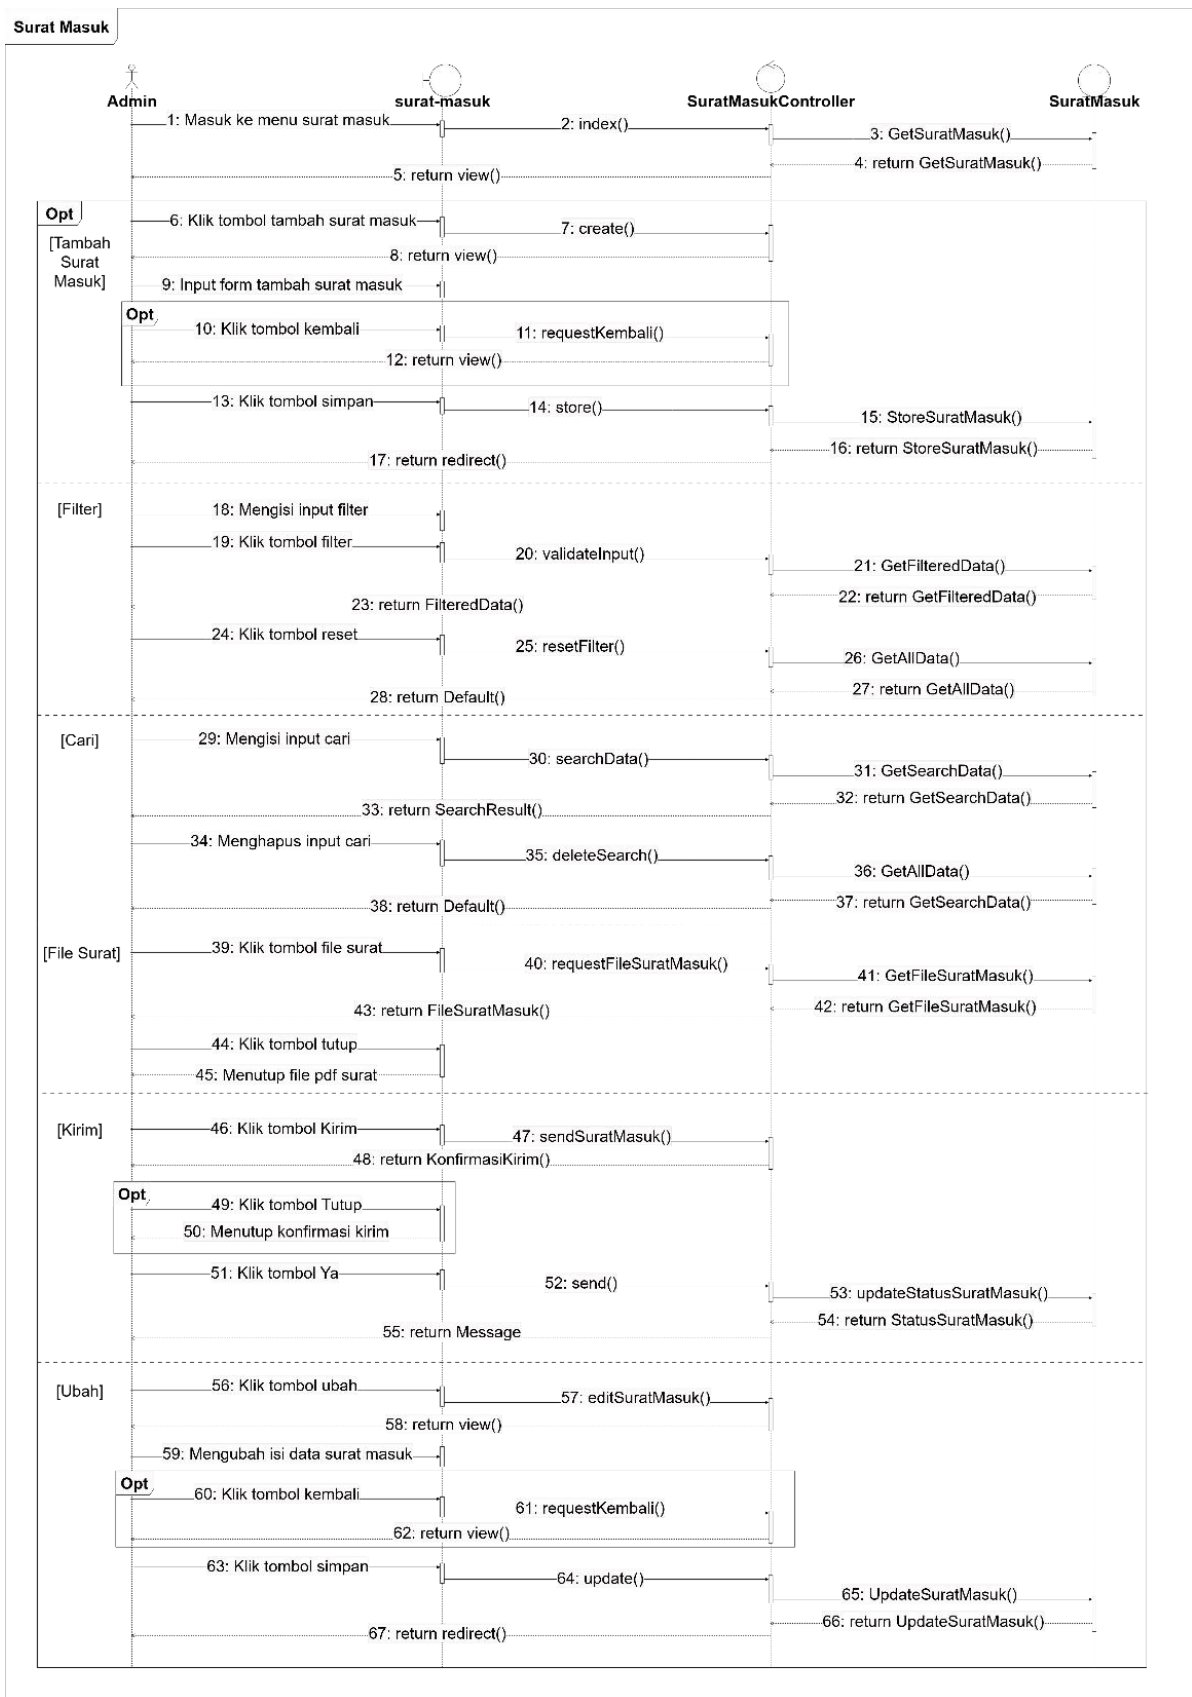 Surat Masuk
Admin
surat-masuk
SuratMasukController
SuratMasuk
1: Masuk ke menu surat masuk
2: index()
3: GetSuratMasuk()
4: return GetSuratMasuk()
5: return view()
Opt
[Tambah
Surat
Masuk]
6: Klik tombol tambah surat masuk
7: create()
8: return view()
9: Input form tambah surat masuk
Opt
10: Klik tombol kembali
11: requestKembali()
12: return view()
13: Klik tombol simpan
14: store()
15: StoreSuratMasuk()
16: return StoreSuratMasuk()
17: return redirect()
[Filter]
18: Mengisi input filter
19: Klik tombol filter
20: validateInput()
21: GetFilteredData()
22: return GetFilteredData()
23: return FilteredData()
24: Klik tombol reset
25: resetFilter()
26: GetAllData()
27: return GetAllData()
28: return Default()
[Cari]
29: Mengisi input cari
30: searchData()
31: GetSearchData()
32: return GetSearchData()
33: return SearchResult()
34: Menghapus input cari
35: deleteSearch()
36: GetAllData()
37: return GetSearchData()
38: return Default()
[File Surat]
39: Klik tombol file surat
40: requestFileSuratMasuk()
41: GetFileSuratMasuk()
42: return GetFileSuratMasuk()
43: return FileSuratMasuk()
44: Klik tombol tutup
45: Menutup file pdf surat
[Kirim]
46: Klik tombol Kirim
47: sendSuratMasuk()
48: return KonfirmasiKirim()
Opt
49: Klik tombol Tutup
50: Menutup konfirmasi kirim
51: Klik tombol Ya
52: send()
53: updateStatusSuratMasuk()
54: return StatusSuratMasuk()
55: return Message
[Ubah]
56: Klik tombol ubah
57: editSuratMasuk()
58: return view()
59: Mengubah isi data surat masuk
Opt
60: Klik tombol kembali
61: requestKembali()
62: return view()
63: Klik tombol simpan
64: update()
65: UpdateSuratMasuk()
66: return UpdateSuratMasuk()
67: return redirect()